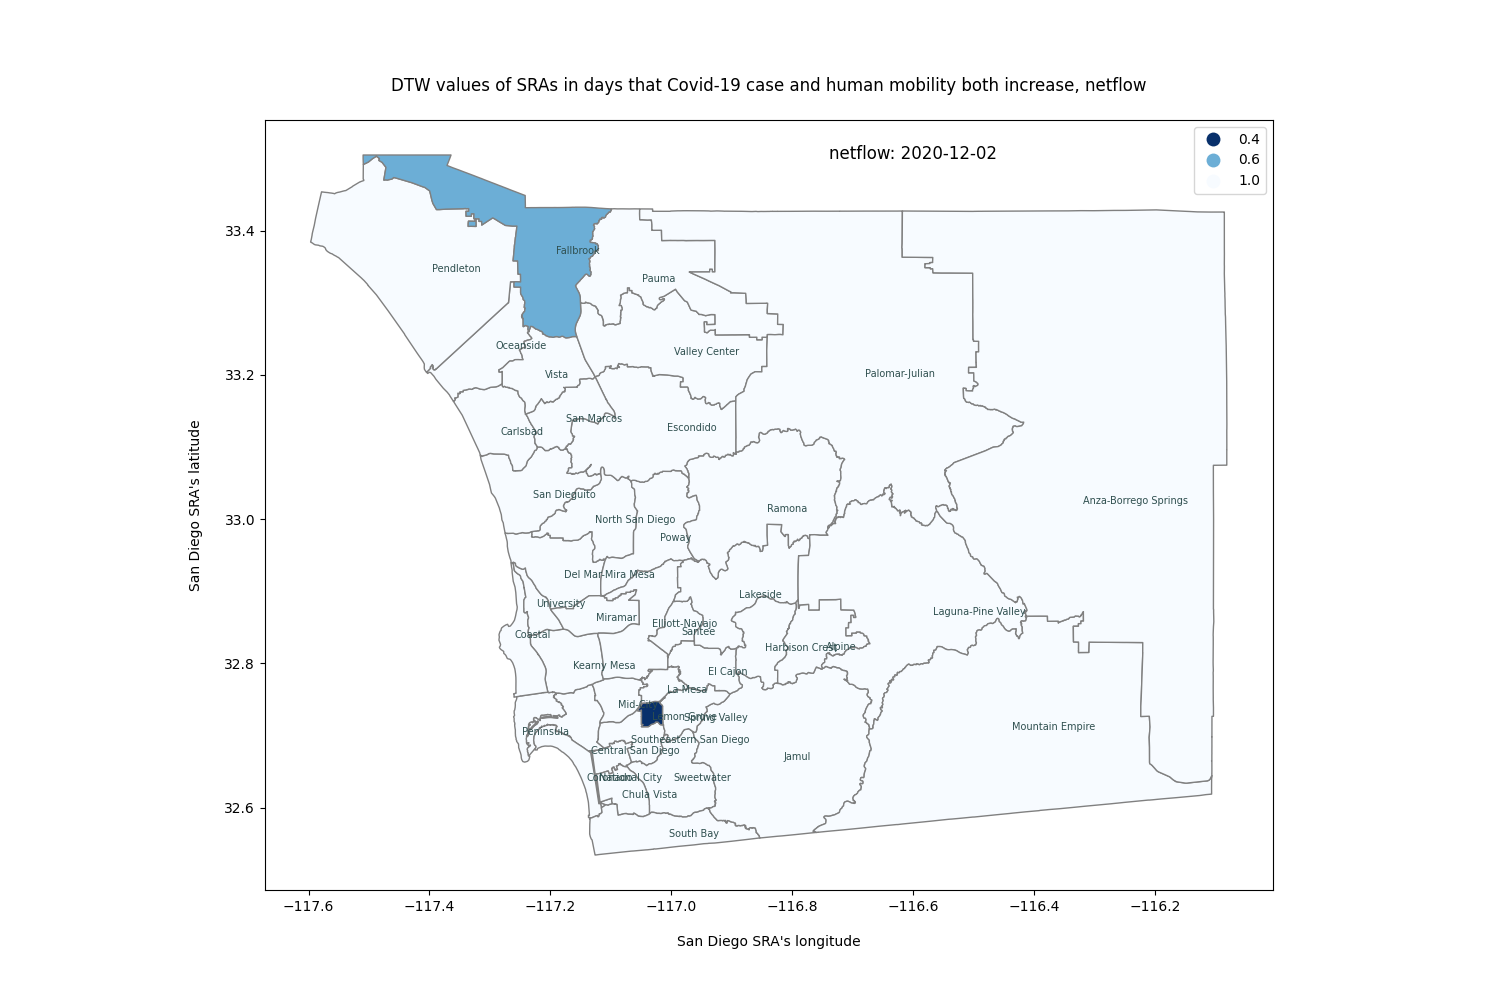 DTW values of SRAs in days that Covid-19 case and human mobility both increase, netflow
netflow: 2020-12-02
0.4
0.6
1.0
33.4
33.2
33.0
32.8
32.6
San Diego SRA's latitude
Fallbrook
Pendleton
Pauma
Oceanside
Valley Center
Vista
Palomar-Julian
San Marcos
Carlsbad
Escondido
San Dieguito
Anza-Borrego Springs
Ramona
North San Diego
Poway
Del Mar-Mira Mesa
Lakeside
University
Miramar
Laguna-Pine Valley
Elliott-Navajo
Santee
Coastal
Harbison Crest
Alpine
Kearny Mesa
El Cajon
La Mesa
Mid-City
Lemon Grove
Spring Valley
Mountain Empire
Peninsula
Southeastern San Diego
Central San Diego
Jamul
Coronado
National City
Sweetwater
Chula Vista
South Bay
−117.6 −117.4 −117.2 −117.0 −116.8 −116.6 −116.4 −116.2
San Diego SRA's longitude